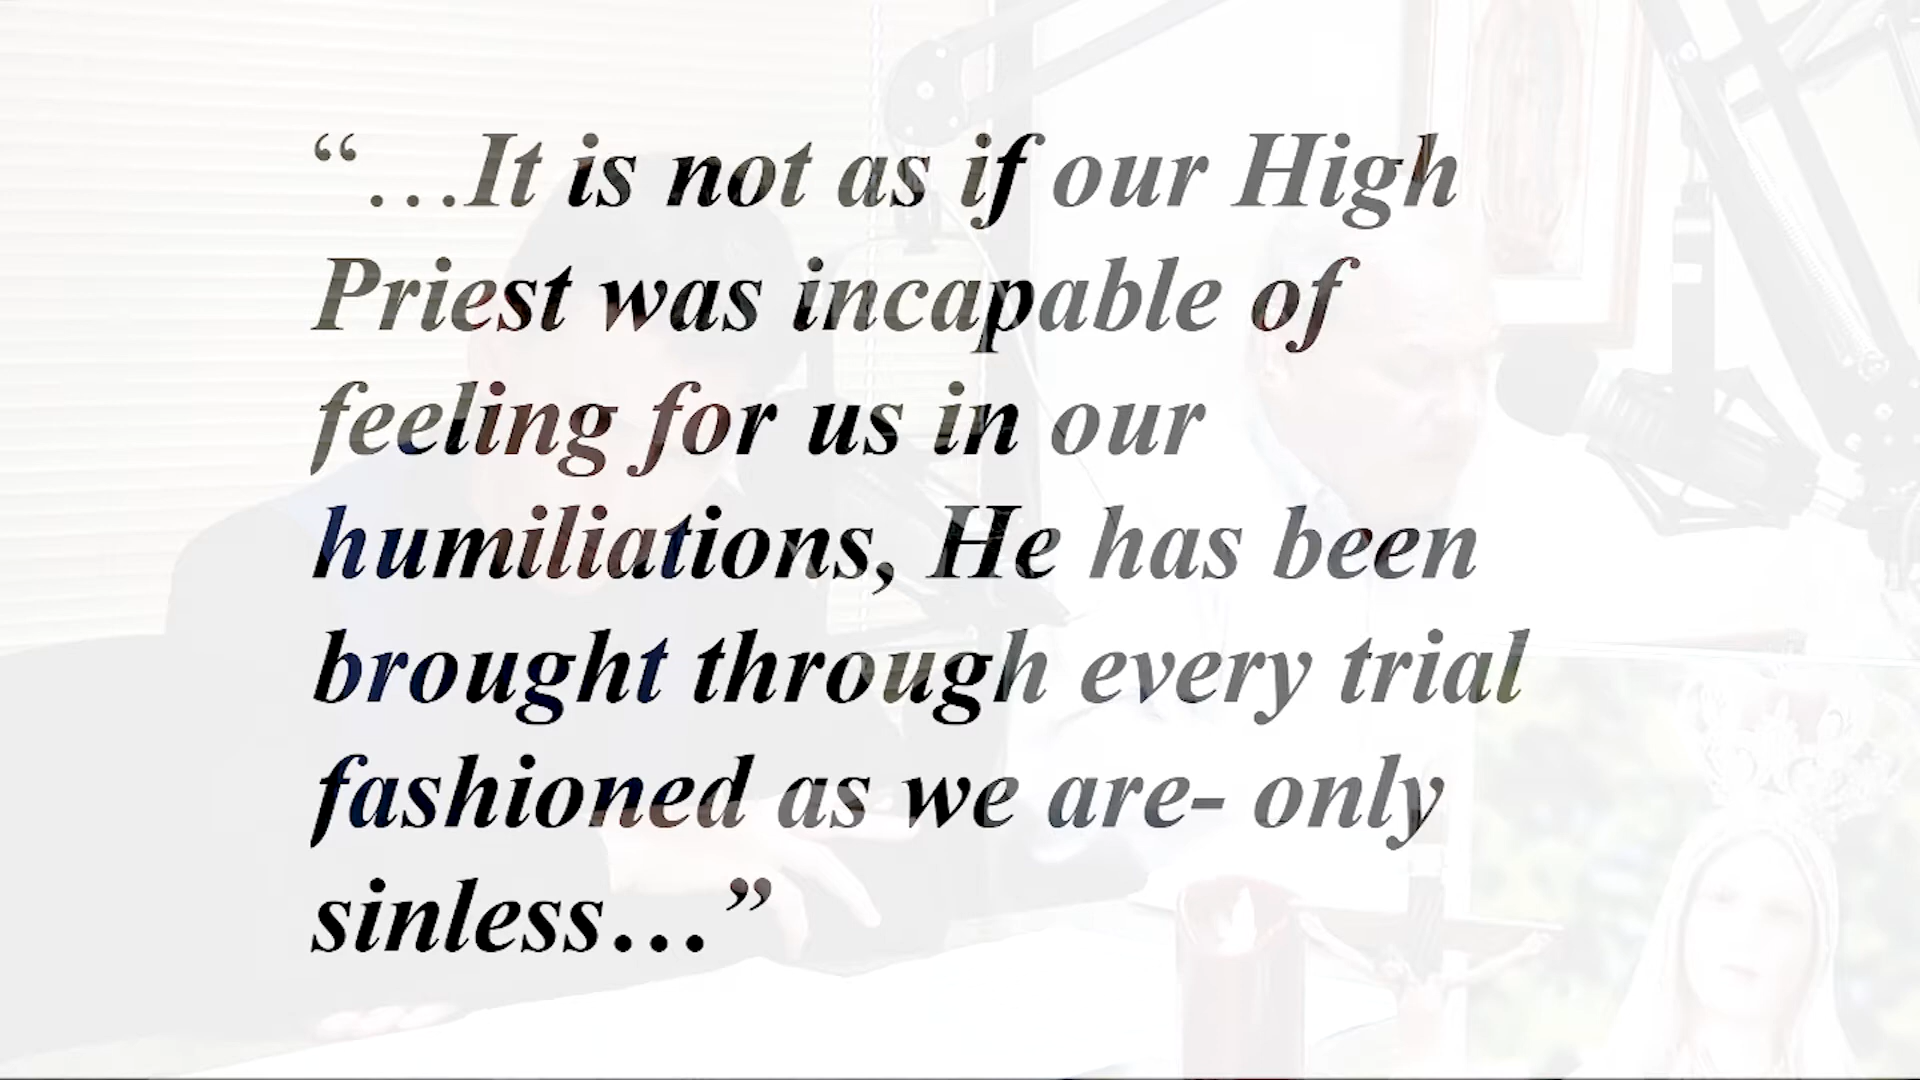 “…It is not as if our High
Priest was incapable of
feeling for us in our
humiliations, He has been
brought through every trial
fashioned as we are- only
sinless…”